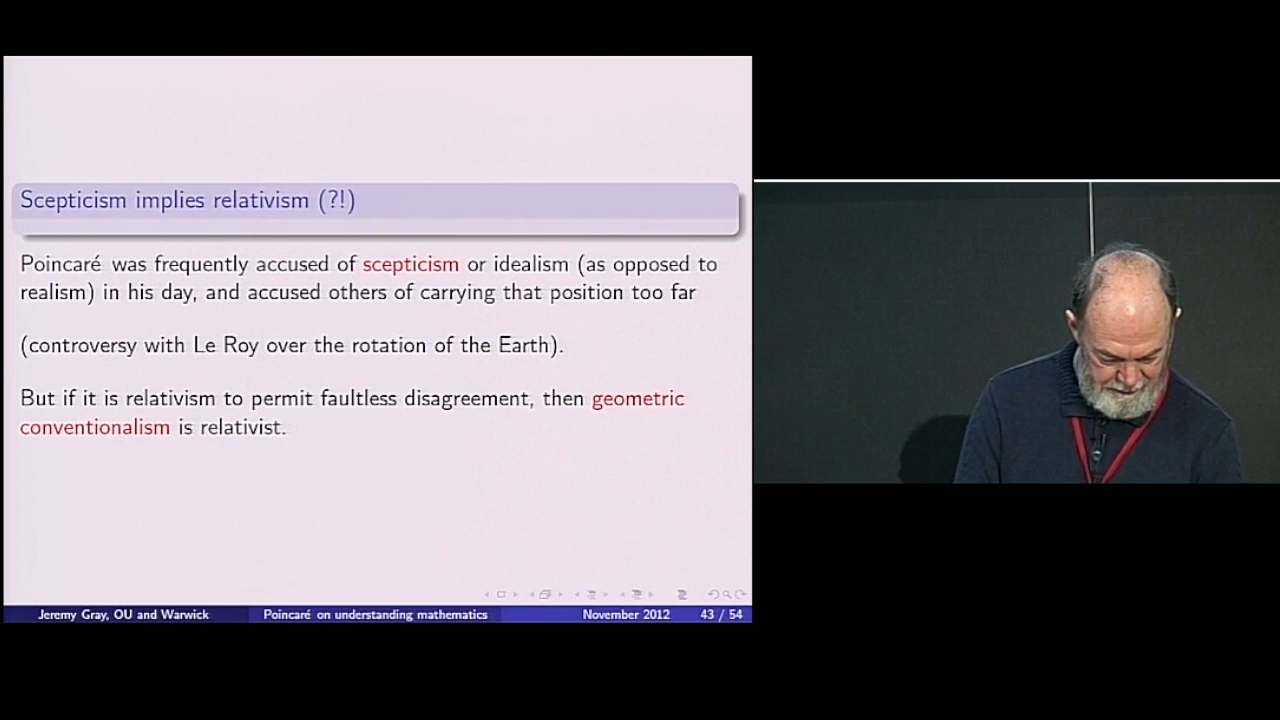 Scepticism implies relativism (?!)
Poincaré was frequently accused of scepticism or idealism (as opposed to
realism) in his day, and accused others of carrying that position too far
(controversy with Le Roy over the rotation of the Earth).
But if it is relativism to permit faultless disagreement, then geometric
conventionalism is relativist.
Jeremy Gray, OU and Warwick Poincaré on understanding mathematics November 2012 43 / 54